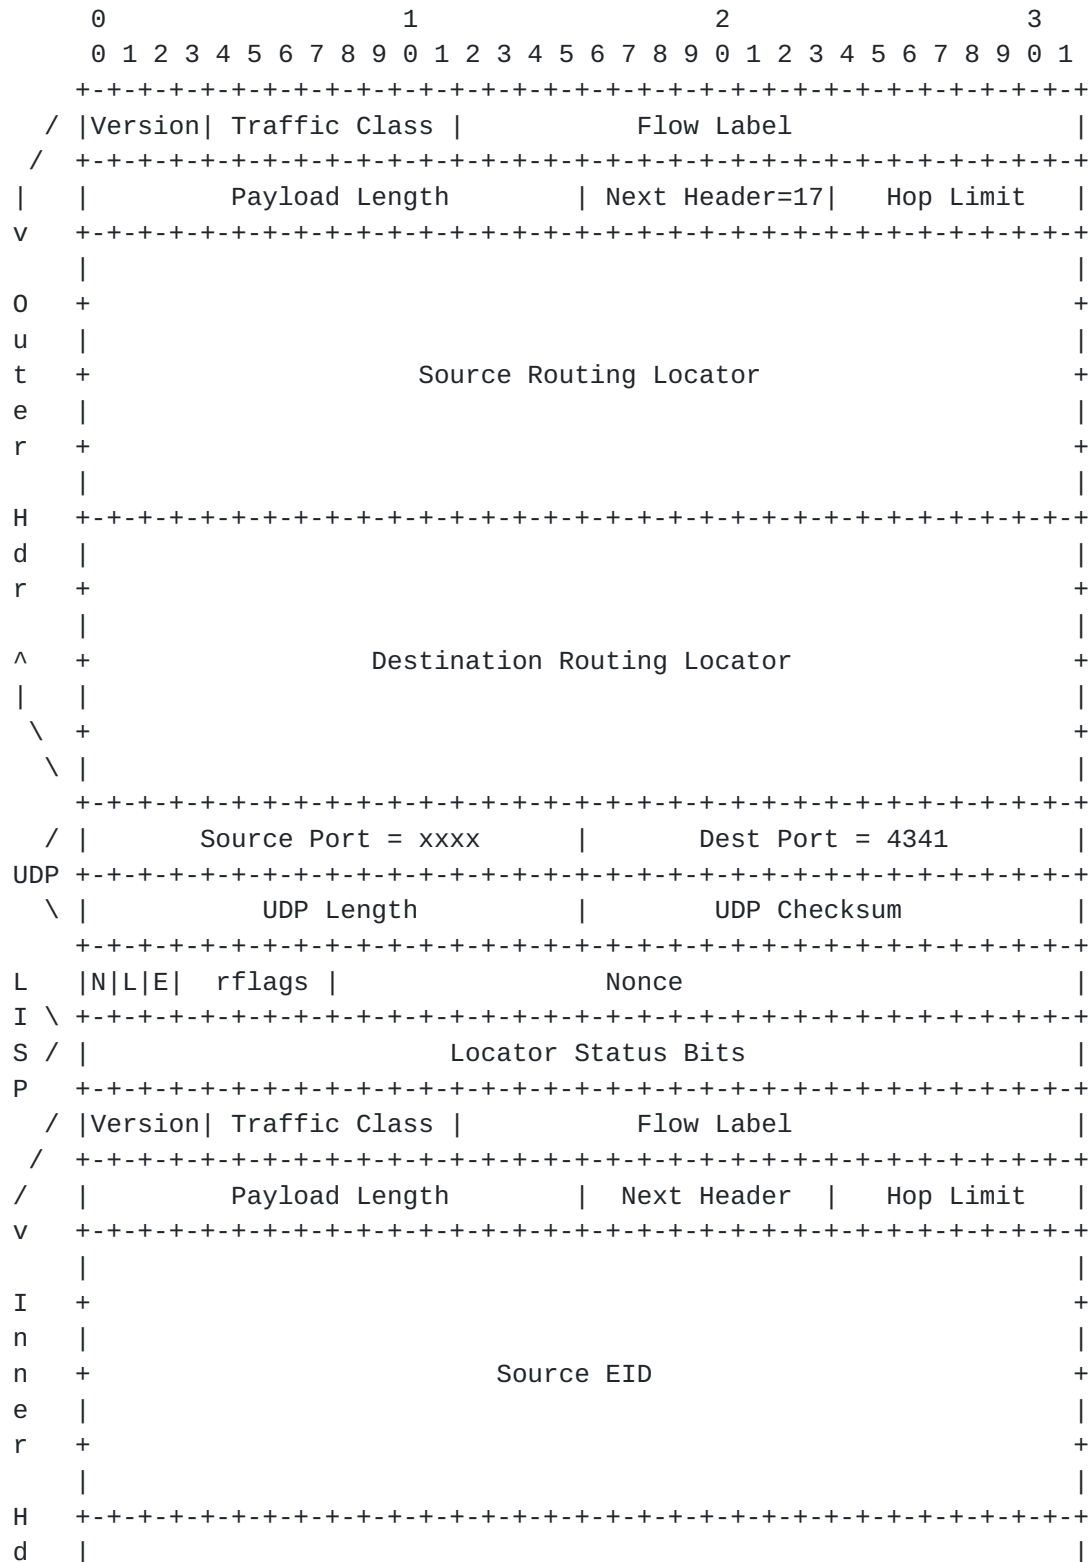 0                   1                   2                   3
      0 1 2 3 4 5 6 7 8 9 0 1 2 3 4 5 6 7 8 9 0 1 2 3 4 5 6 7 8 9 0 1
     +-+-+-+-+-+-+-+-+-+-+-+-+-+-+-+-+-+-+-+-+-+-+-+-+-+-+-+-+-+-+-+-+
   / |Version| Traffic Class |           Flow Label                  |
  /  +-+-+-+-+-+-+-+-+-+-+-+-+-+-+-+-+-+-+-+-+-+-+-+-+-+-+-+-+-+-+-+-+
 |   |         Payload Length        | Next Header=17|   Hop Limit   |
 v   +-+-+-+-+-+-+-+-+-+-+-+-+-+-+-+-+-+-+-+-+-+-+-+-+-+-+-+-+-+-+-+-+
     |                                                               |
 O   +                                                               +
 u   |                                                               |
 t   +                     Source Routing Locator                    +
 e   |                                                               |
 r   +                                                               +
     |                                                               |
 H   +-+-+-+-+-+-+-+-+-+-+-+-+-+-+-+-+-+-+-+-+-+-+-+-+-+-+-+-+-+-+-+-+
 d   |                                                               |
 r   +                                                               +
     |                                                               |
 ^   +                  Destination Routing Locator                  +
 |   |                                                               |
  \  +                                                               +
   \ |                                                               |
     +-+-+-+-+-+-+-+-+-+-+-+-+-+-+-+-+-+-+-+-+-+-+-+-+-+-+-+-+-+-+-+-+
   / |       Source Port = xxxx      |       Dest Port = 4341        |
 UDP +-+-+-+-+-+-+-+-+-+-+-+-+-+-+-+-+-+-+-+-+-+-+-+-+-+-+-+-+-+-+-+-+
   \ |           UDP Length          |        UDP Checksum           |
     +-+-+-+-+-+-+-+-+-+-+-+-+-+-+-+-+-+-+-+-+-+-+-+-+-+-+-+-+-+-+-+-+
 L   |N|L|E|  rflags |                 Nonce                         |
 I \ +-+-+-+-+-+-+-+-+-+-+-+-+-+-+-+-+-+-+-+-+-+-+-+-+-+-+-+-+-+-+-+-+
 S / |                       Locator Status Bits                     |
 P   +-+-+-+-+-+-+-+-+-+-+-+-+-+-+-+-+-+-+-+-+-+-+-+-+-+-+-+-+-+-+-+-+
   / |Version| Traffic Class |           Flow Label                  |
  /  +-+-+-+-+-+-+-+-+-+-+-+-+-+-+-+-+-+-+-+-+-+-+-+-+-+-+-+-+-+-+-+-+
 /   |         Payload Length        |  Next Header  |   Hop Limit   |
 v   +-+-+-+-+-+-+-+-+-+-+-+-+-+-+-+-+-+-+-+-+-+-+-+-+-+-+-+-+-+-+-+-+
     |                                                               |
 I   +                                                               +
 n   |                                                               |
 n   +                          Source EID                           +
 e   |                                                               |
 r   +                                                               +
     |                                                               |
 H   +-+-+-+-+-+-+-+-+-+-+-+-+-+-+-+-+-+-+-+-+-+-+-+-+-+-+-+-+-+-+-+-+
 d   |                                                               |